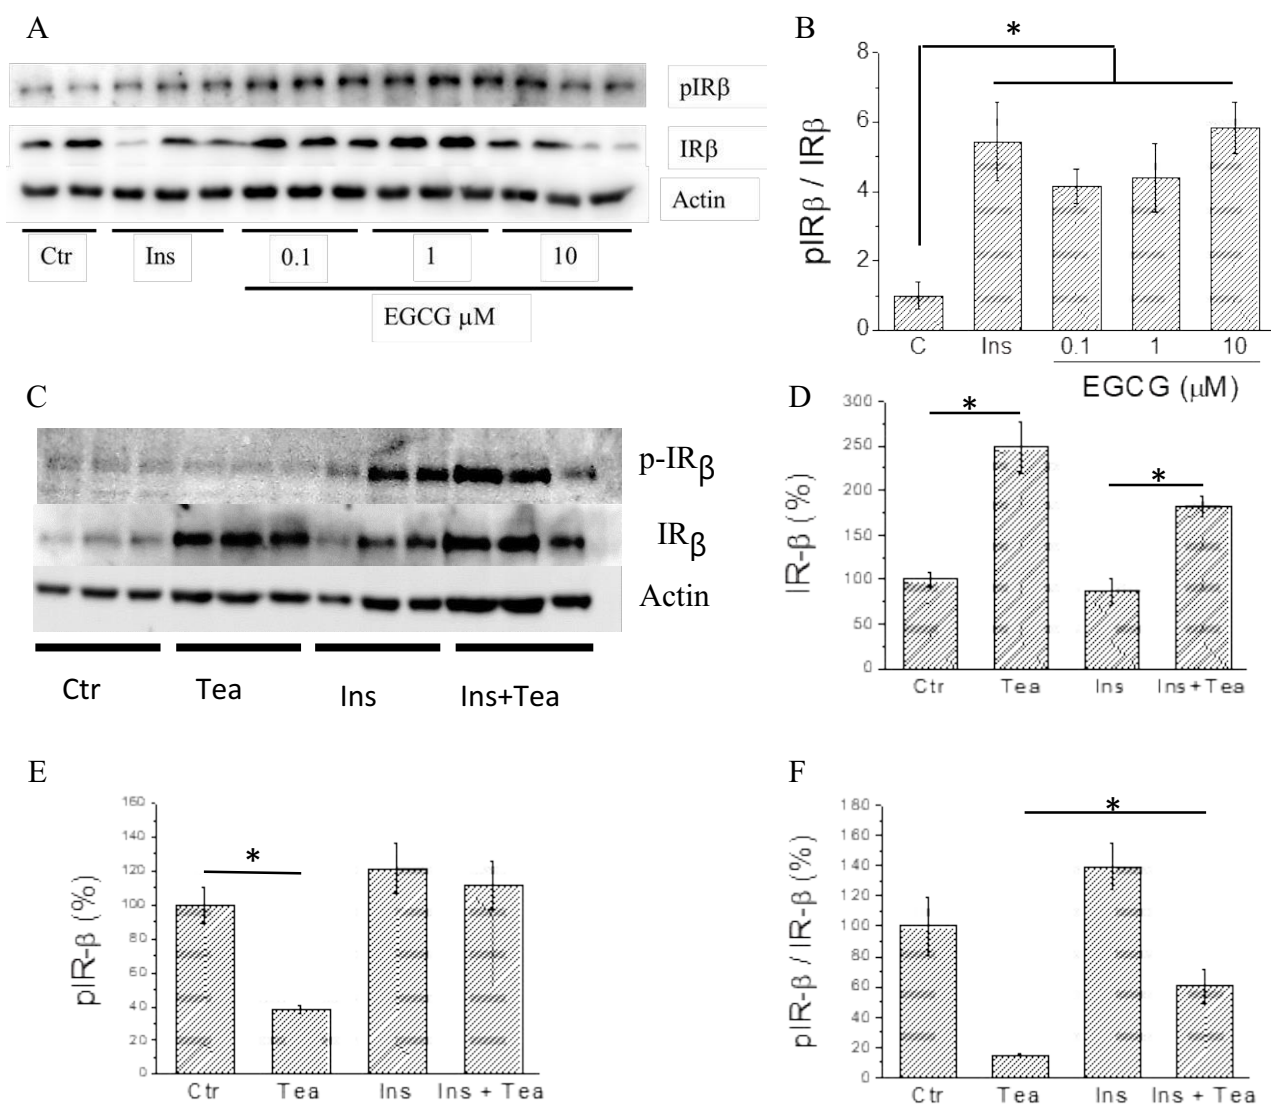 A
pIRβ
IRβ
Actin
Ctr Ins 0.1 1 10
EGCG μM
B
*
8
6
4
2
0
pIRβ / IRβ
C Ins 0.1 1 10
EGCG (μM)
C
p-IRβ
IRβ
Actin
Ctr Tea Ins Ins+Tea
D
* *
300
250
200
150
100
50
0
IR-β (%)
Ctr Tea Ins Ins+Tea
E
*
160
140
120
100
80
60
40
20
0
pIR-β (%)
Ctr Tea Ins Ins + Tea
F
*
180
160
140
120
100
80
60
40
20
0
pIR-β / IR-β (%)
Ctr Tea Ins Ins + Tea